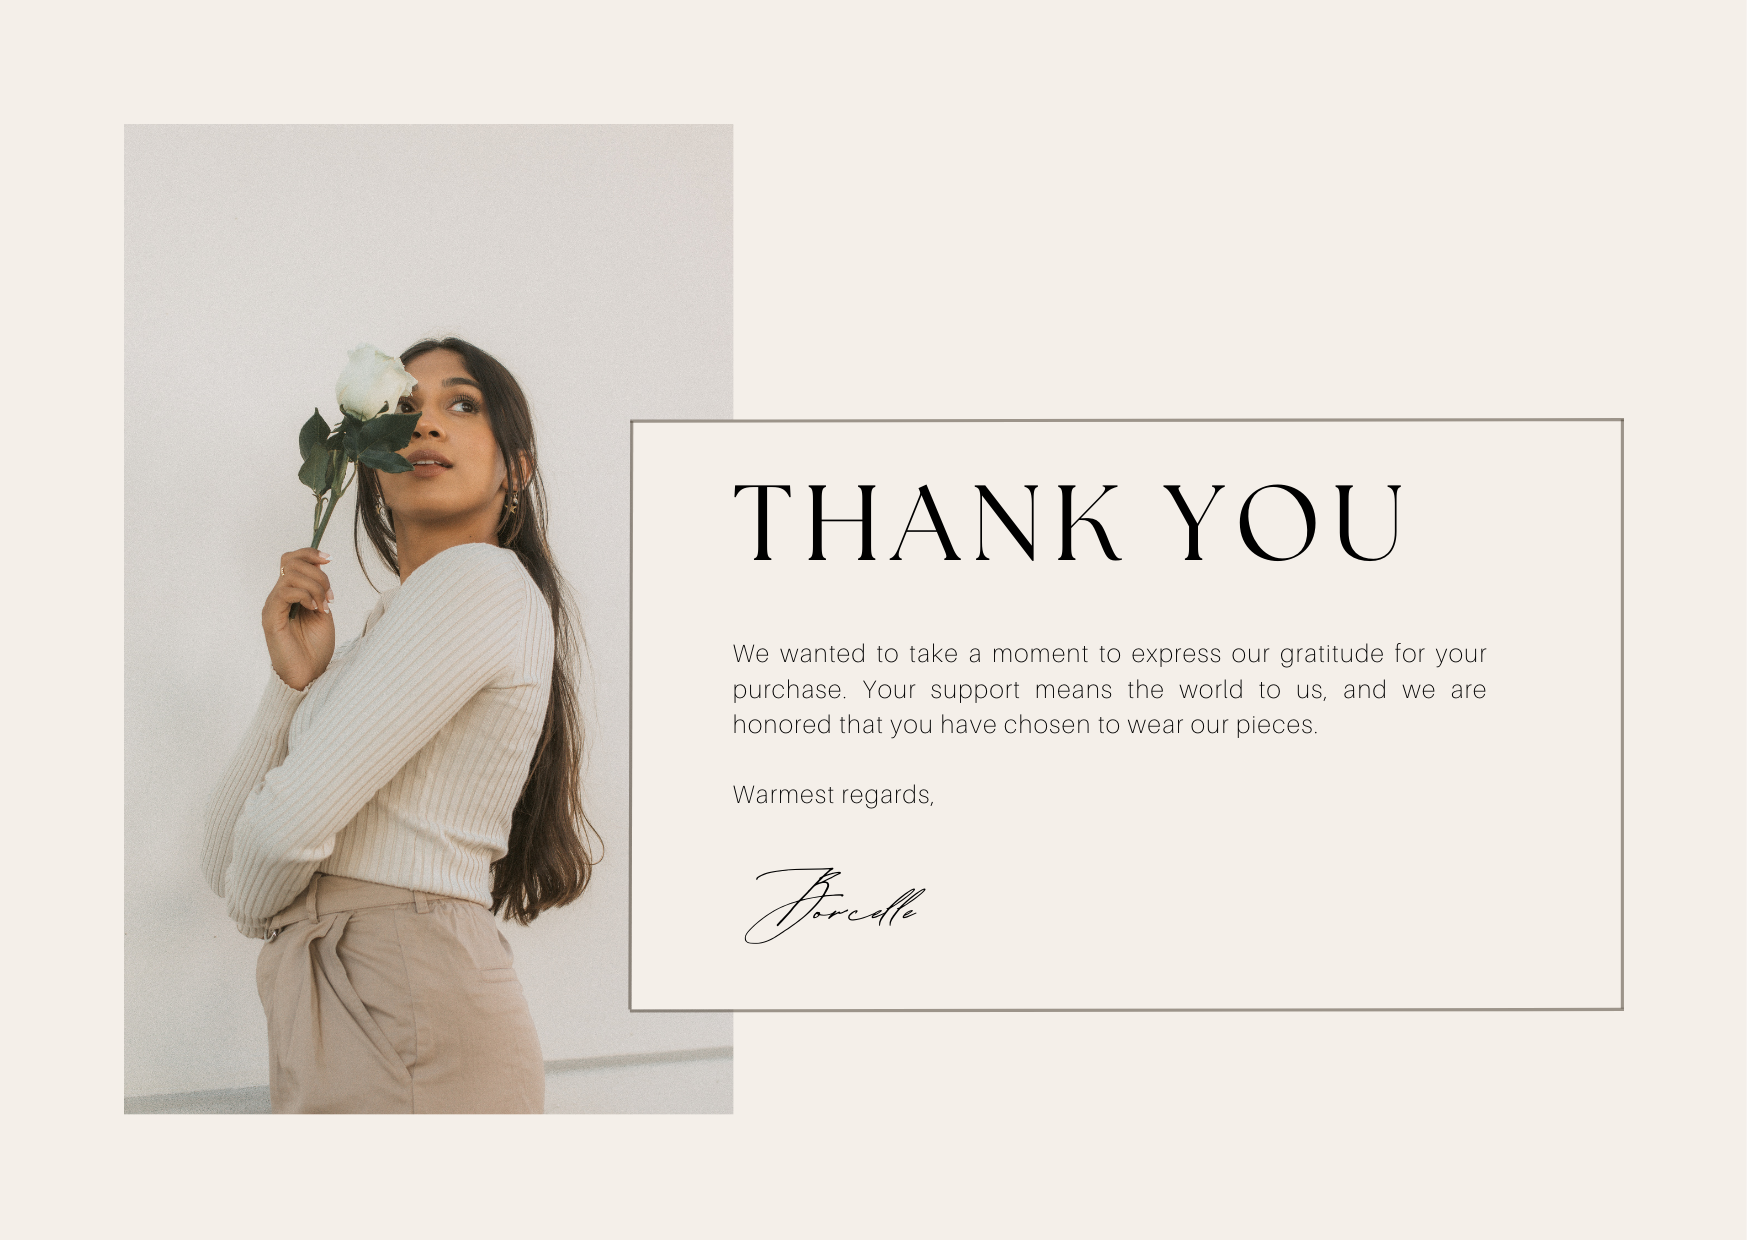 THANK YOU
We wanted to take a moment to express our gratitude for your
purchase. Your support means the world to us, and we are
honored that you have chosen to wear our pieces.
Warmest regards,
Borcelle